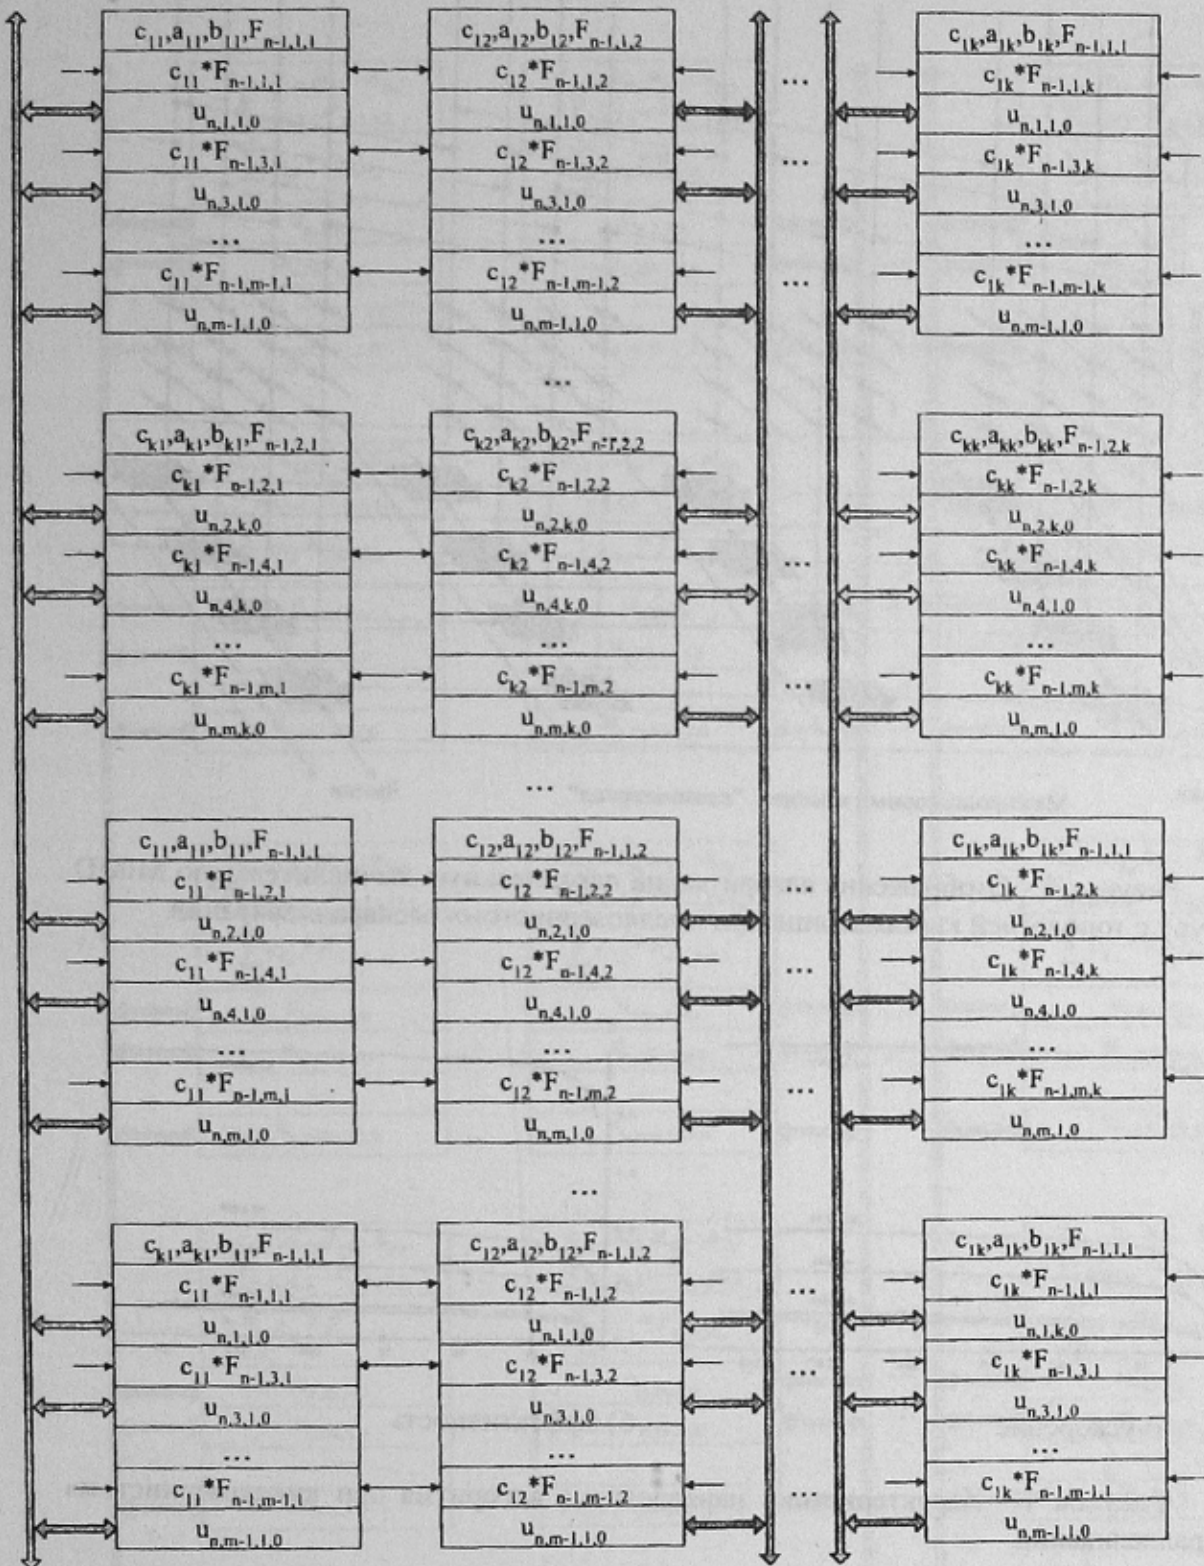 c11,a11,b11,Fn-1,1,1 c12,a12,b12,Fn-1,1,2 c1k,a1k,b1k,Fn-1,1,1
c11*Fn-1,1,1 c12*Fn-1,1,2 ... c1k*Fn-1,1,k
un,1,1,0 un,1,1,0 un,1,1,0
c11*Fn-1,3,1 c12*Fn-1,3,2 ... c1k*Fn-1,3,k
un,3,1,0 un,3,1,0 un,3,1,0
... ... ...
c11*Fn-1,m-1,1 c12*Fn-1,m-1,2 ... c1k*Fn-1,m-1,k
un,m-1,1,0 un,m-1,1,0 un,m-1,1,0
...
ck1,ak1,bk1,Fn-1,2,1 ck2,ak2,bk2,Fn-1,2,2 ckk,akk,bkk,Fn-1,2,k
ck1*Fn-1,2,1 ck2*Fn-1,2,2 ckk*Fn-1,2,k
un,2,k,0 un,2,k,0 un,2,k,0
ck1*Fn-1,4,1 ck2*Fn-1,4,2 ... ckk*Fn-1,4,k
un,4,k,0 un,4,k,0 un,4,1,0
... ... ...
ck1*Fn-1,m,1 ck2*Fn-1,m,2 ... ckk*Fn-1,m,k
un,m,k,0 un,m,k,0 un,m,1,0
...
c11,a11,b11,Fn-1,1,1 c12,a12,b12,Fn-1,1,2 c1k,a1k,b1k,Fn-1,1,1
c11*Fn-1,2,1 c12*Fn-1,2,2 ... c1k*Fn-1,2,k
un,2,1,0 un,2,1,0 un,2,1,0
c11*Fn-1,4,1 c12*Fn-1,4,2 ... c1k*Fn-1,4,k
un,4,1,0 un,4,1,0 un,4,1,0
... ... ...
c11*Fn-1,m,1 c12*Fn-1,m,2 ... c1k*Fn-1,m,k
un,m,1,0 un,m,1,0 un,m,1,0
...
ck1,ak1,b11,Fn-1,1,1 c12,a12,b12,Fn-1,1,2 c1k,a1k,b1k,Fn-1,1,1
c11*Fn-1,1,1 c12*Fn-1,1,2 ... c1k*Fn-1,1,1
un,1,1,0 un,1,1,0 un,1,k,0
c11*Fn-1,3,1 c12*Fn-1,3,2 ... c1k*Fn-1,3,1
un,3,1,0 un,3,1,0 un,3,1,0
... ... ...
c11*Fn-1,m-1,1 c12*Fn-1,m-1,2 ... c1k*Fn-1,m-1,1
un,m-1,1,0 un,m-1,1,0 un,m-1,1,0